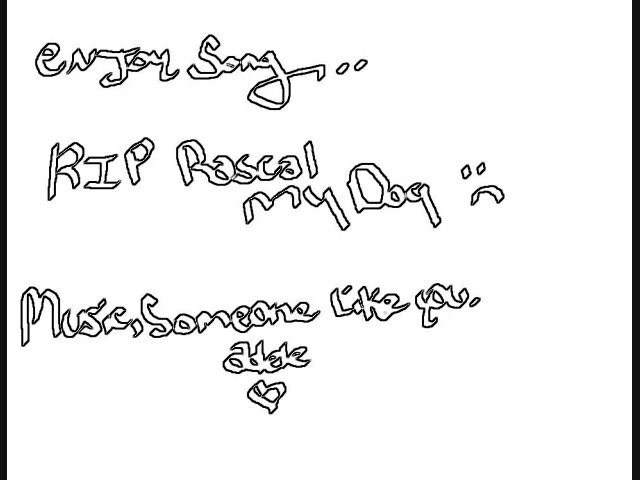 enjoy Song...
RIP Rascal
my Dog :(
Music, Someone Like you.
adele